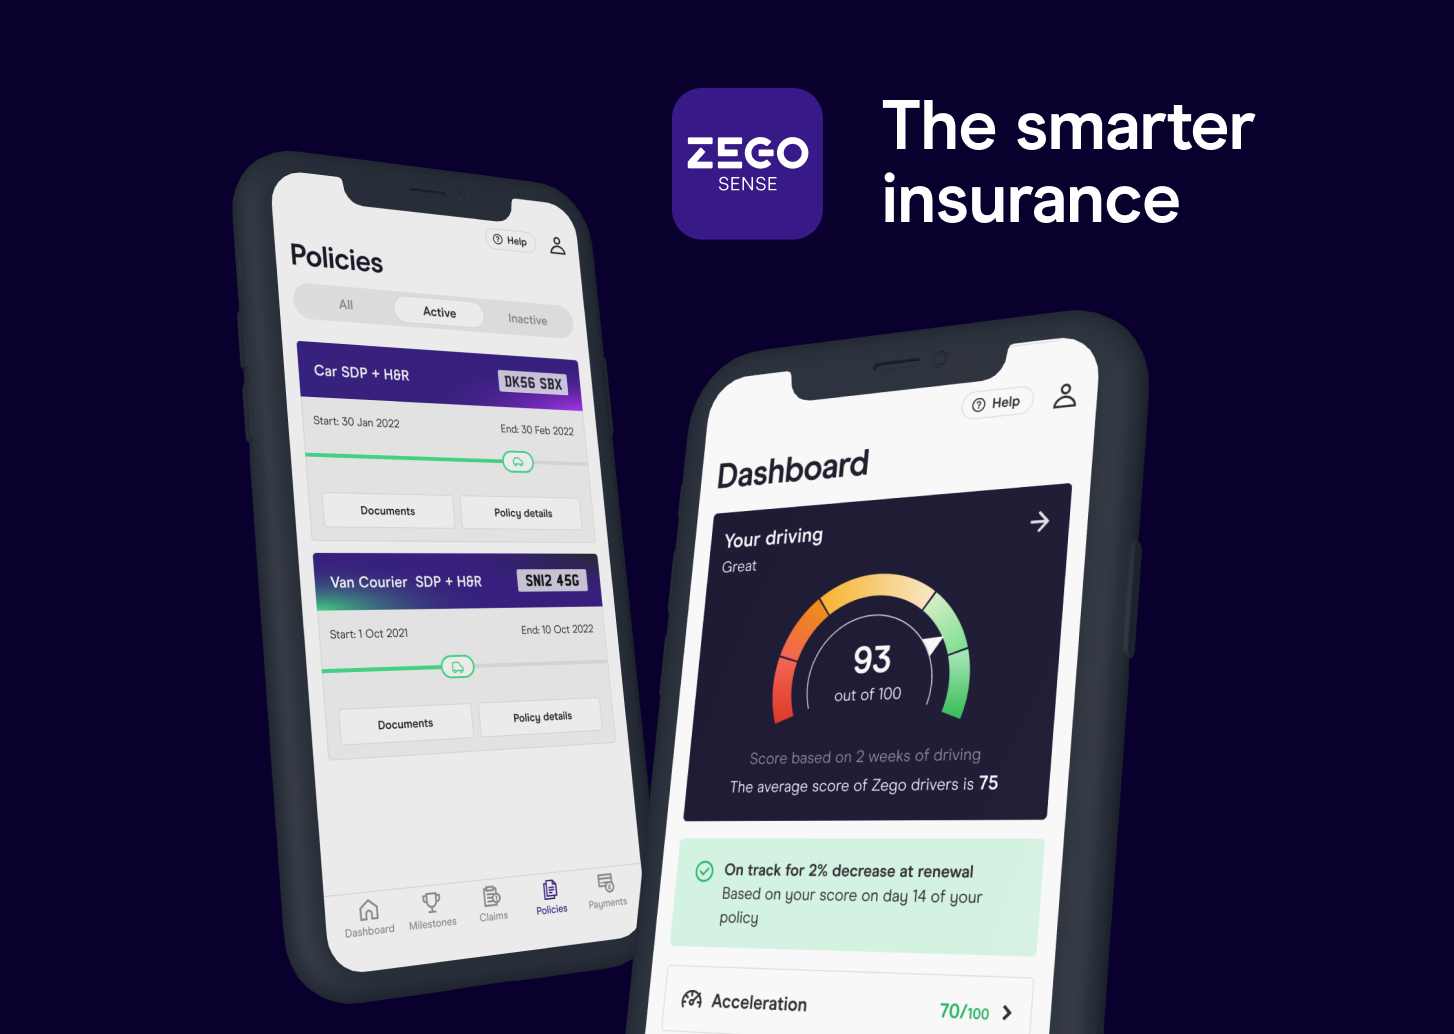 ZEGO
SENSE
The smarter
insurance
Help
Policies
All
Active
Inactive
Car SDP + H&R
DK56 SBX
Start: 30 Jan 2022
End: 30 Feb 2022
Documents
Policy details
Van Courier SDP + H&R
SN12 45G
Start: 1 Oct 2021
End: 10 Oct 2022
Documents
Policy details
Dashboard
Milestones
Claims
Policies
Payments
Help
Dashboard
Your driving
Great
93
out of 100
Score based on 2 weeks of driving
The average score of Zego drivers is 75
On track for 2% decrease at renewal
Based on your score on day 14 of your
policy
Acceleration
70/100